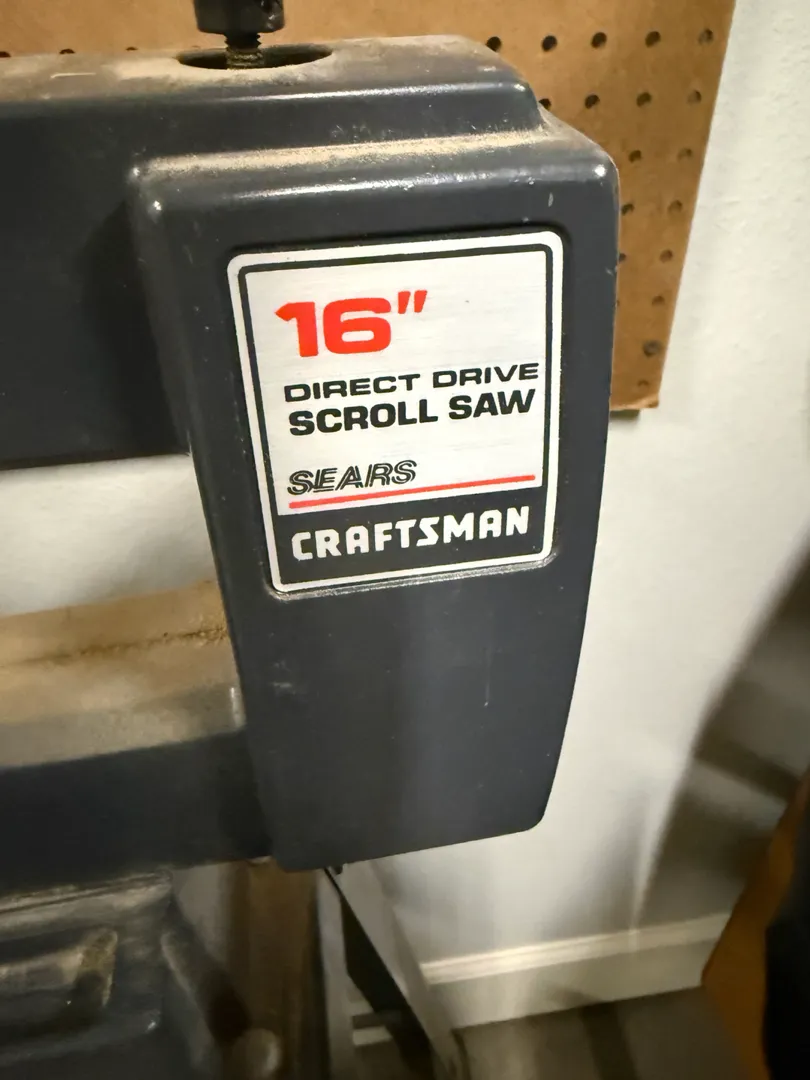 16"
DIRECT DRIVE
SCROLL SAW
SEARS
CRAFTSMAN